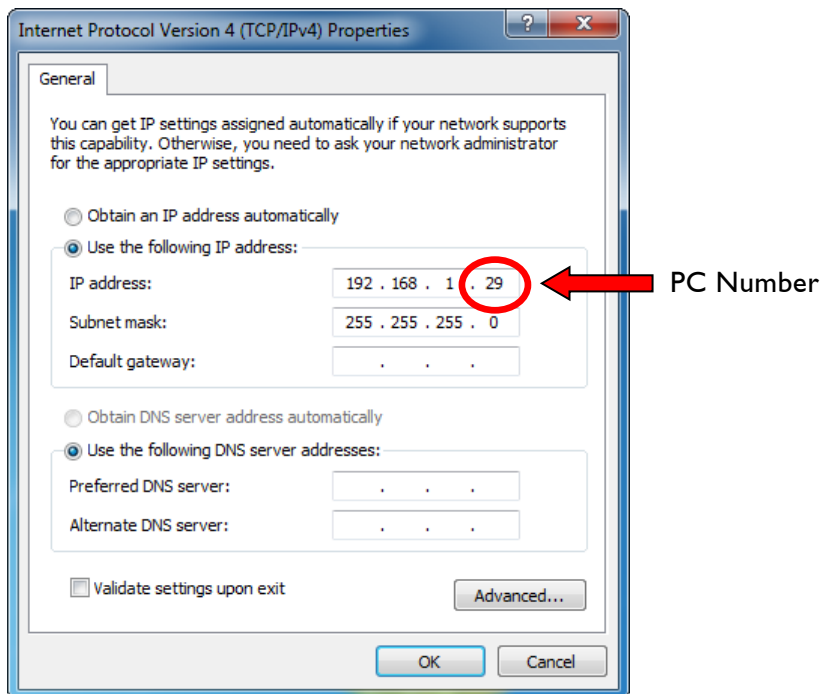 Internet Protocol Version 4 (TCP/IPv4) Properties
?
General
You can get IP settings assigned automatically if your network supports
this capability. Otherwise, you need to ask your network administrator
for the appropriate IP settings.
Obtain an IP address automatically
Use the following IP address:
IP address: 192 . 168 . 1 . 29 PC Number
Subnet mask: 255 . 255 . 255 . 0
Default gateway: . . .
Obtain DNS server address automatically
Use the following DNS server addresses:
Preferred DNS server: . . .
Alternate DNS server: . . .
Validate settings upon exit
Advanced...
OK Cancel